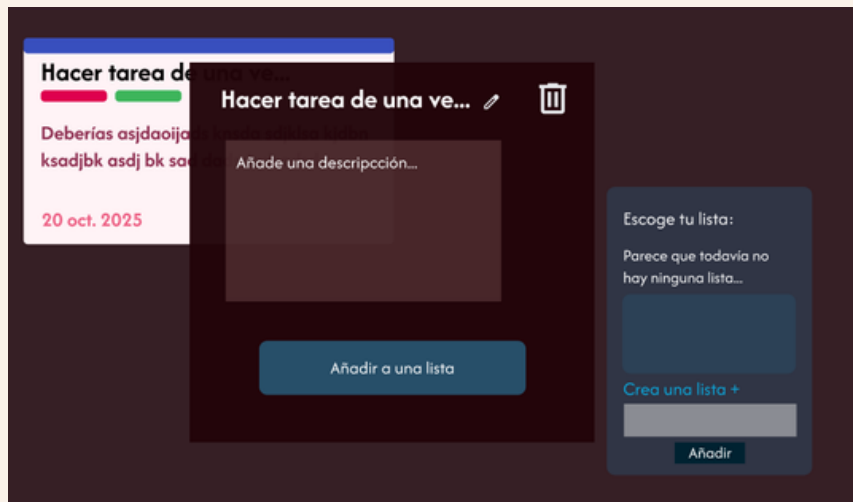 Hacer tarea de una ve...
Deberías asjdaoija
ksadjbk asdj bk sad
20 oct. 2025
Hacer tarea de una ve...
Añade una descripcción...
Añadir a una lista
Escoge tu lista:
Parece que todavía no
hay ninguna lista...
Crea una lista +
Añadir